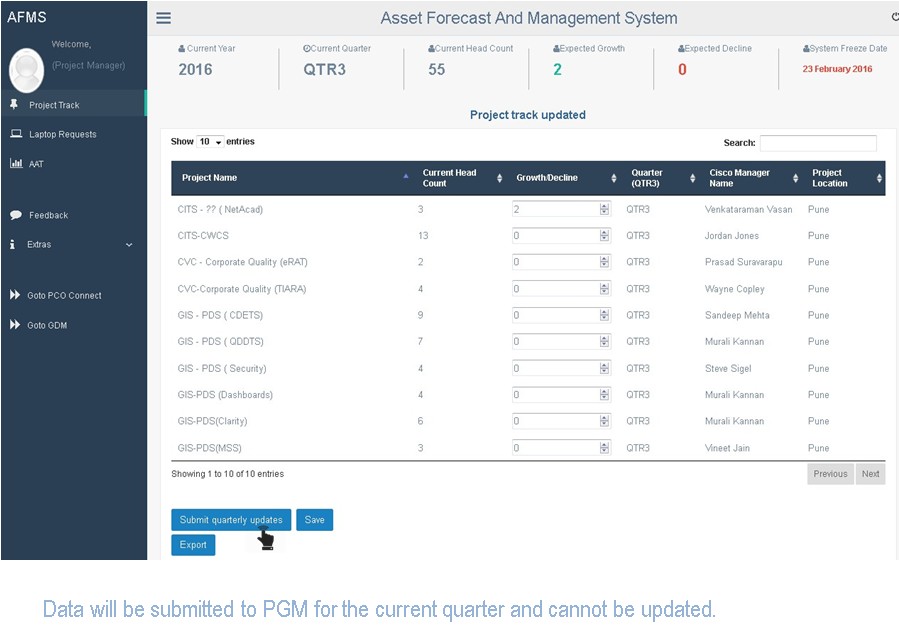 AFMS
Asset Forecast And Management System
Welcome,
(Project Manager)
Project Track
Laptop Requests
AAT
Feedback
Extras
Goto PCO Connect
Goto GDM
Current Year Current Quarter Current Head Count Expected Growth Expected Decline System Freeze Date
2016 QTR3 55 2 0 23 February 2016
Project track updated
Show 10 entries Search:
Project Name Current Head Count Growth/Decline Quarter (QTR3) Cisco Manager Name Project Location
CITS - ?? ( NetAcad) 3 2 QTR3 Venkataraman Vasan Pune
CITS-CWCS 13 0 QTR3 Jordan Jones Pune
CVC - Corporate Quality (eRAT) 2 0 QTR3 Prasad Suravarapu Pune
CVC-Corporate Quality (TIARA) 4 0 QTR3 Wayne Copley Pune
GIS - PDS ( CDETS) 9 0 QTR3 Sandeep Mehta Pune
GIS - PDS ( QDDTS) 7 0 QTR3 Murali Kannan Pune
GIS - PDS ( Security) 4 0 QTR3 Steve Sigel Pune
GIS-PDS (Dashboards) 4 0 QTR3 Murali Kannan Pune
GIS-PDS(Clarity) 6 0 QTR3 Murali Kannan Pune
GIS-PDS(MSS) 3 0 QTR3 Vineet Jain Pune
Showing 1 to 10 of 10 entries Previous Next
Submit quarterly updates Save
Export
Data will be submitted to PGM for the current quarter and cannot be updated.